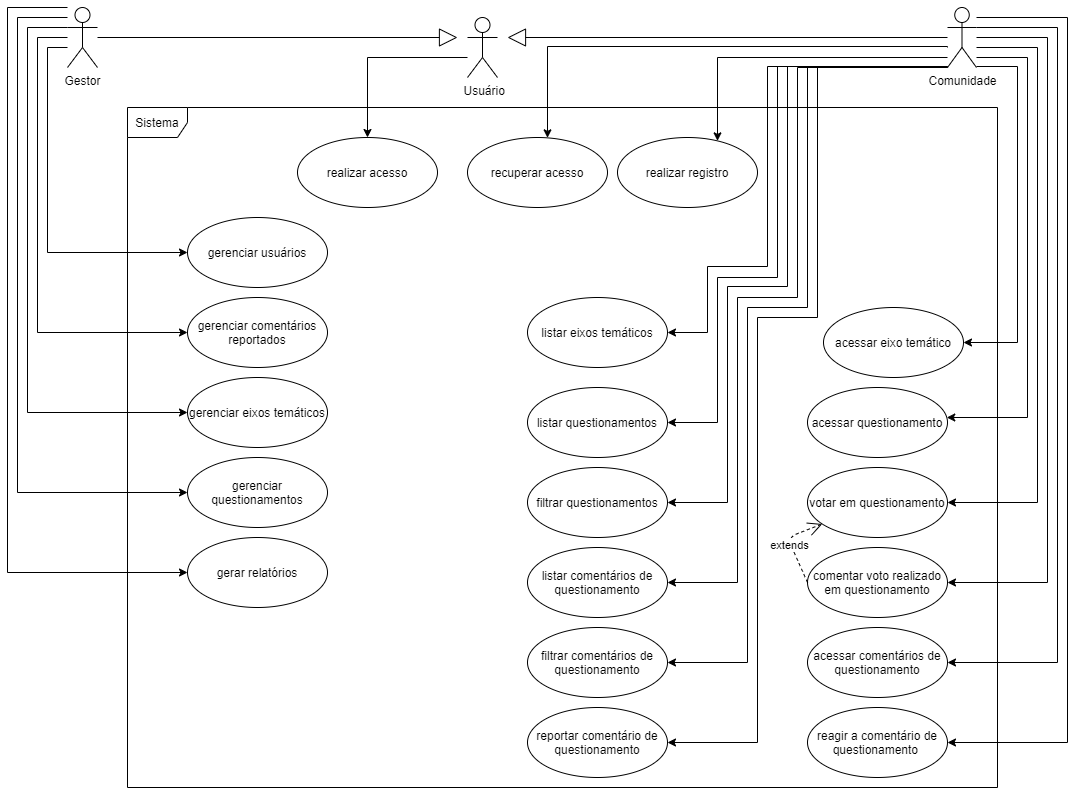 Gestor
Usuário
Comunidade
Sistema
realizar acesso
recuperar acesso
realizar registro
gerenciar usuários
gerenciar comentários
reportados
gerenciar eixos temáticos
gerenciar
questionamentos
gerar relatórios
listar eixos temáticos
listar questionamentos
filtrar questionamentos
listar comentários de
questionamento
filtrar comentários de
questionamento
reportar comentário de
questionamento
acessar eixo temático
acessar questionamento
votar em questionamento
extends
comentar voto realizado
em questionamento
acessar comentários de
questionamento
reagir a comentário de
questionamento